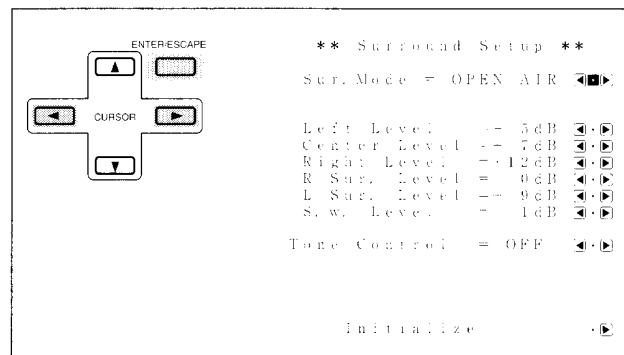 ENTER/ESCAPE
CURSOR
** Surround Setup **
Sur. Mode = OPEN AIR
Left Level 5dB
Center Level 7dB
Right Level 12dB
R Sur. Level = 0dB
L Sur. Level 9dB
S.W. Level 1dB
Tone Control = OFF
Initialize